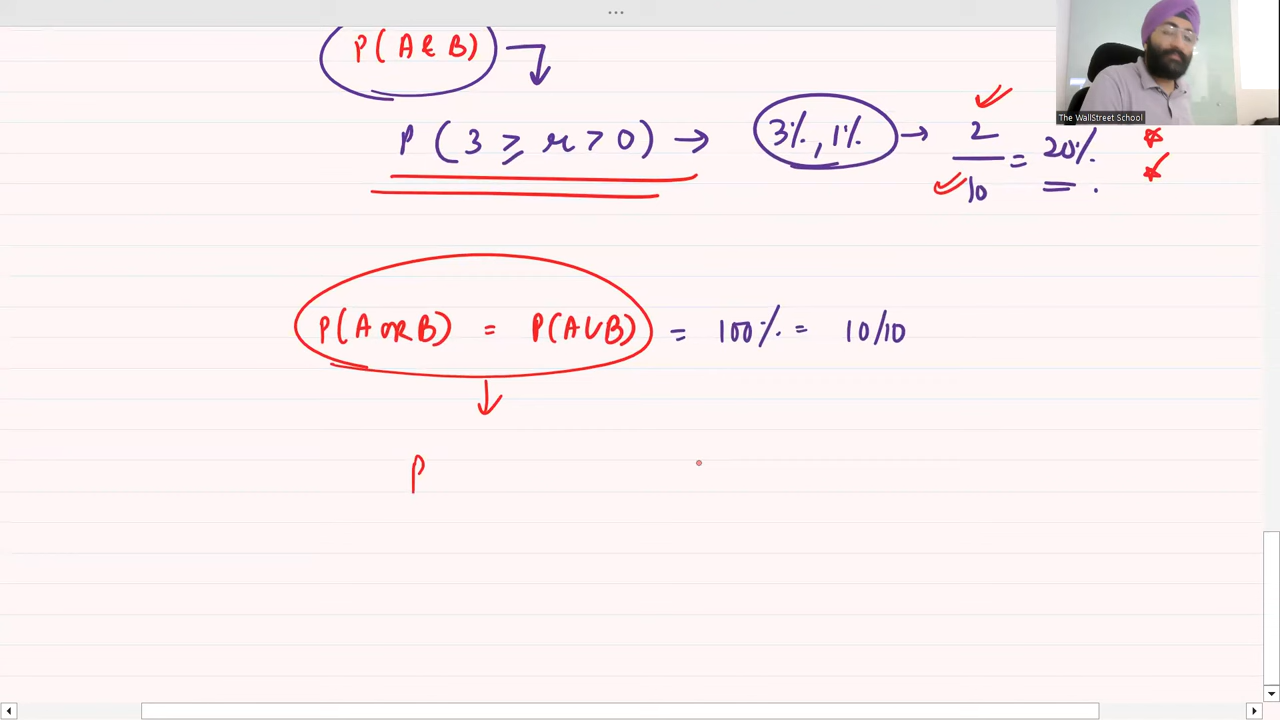 P(A & B)
P ( 3 ≥ r > 0 ) → 3%, 1% → 2/10 = 20%.
The WallStreet School
P(A or B) = P(A∪B) = 100% = 10/10
P